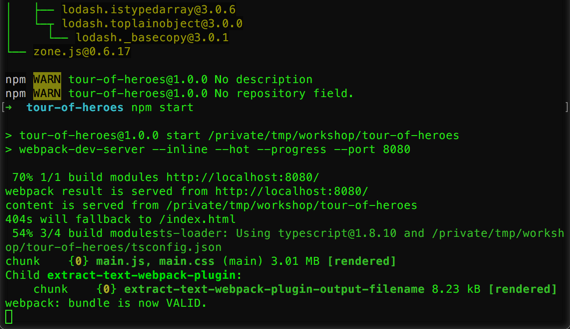 │   ├── lodash.istypedarray@3.0.6
│   └─┬ lodash.toplainobject@3.0.0
│     └── lodash._basecopy@3.0.1
└── zone.js@0.6.17
npm WARN tour-of-heroes@1.0.0 No description
npm WARN tour-of-heroes@1.0.0 No repository field.
[➜  tour-of-heroes npm start ]
> tour-of-heroes@1.0.0 start /private/tmp/workshop/tour-of-heroes
> webpack-dev-server --inline --hot --progress --port 8080
70% 1/1 build modules http://localhost:8080/
webpack result is served from http://localhost:8080/
content is served from /private/tmp/workshop/tour-of-heroes
404s will fallback to /index.html
54% 3/4 build modulests-loader: Using typescript@1.8.10 and /private/tmp/worksh
op/tour-of-heroes/tsconfig.json
chunk    {0} main.js, main.css (main) 3.01 MB [rendered]
Child extract-text-webpack-plugin:
    chunk    {0} extract-text-webpack-plugin-output-filename 8.23 kB [rendered]
webpack: bundle is now VALID.